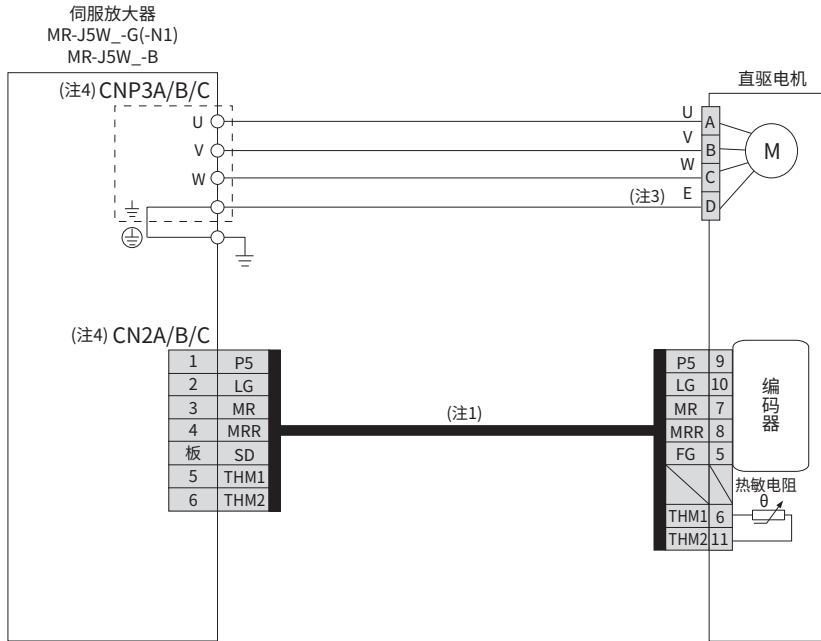 伺服放大器
MR-J5W_-G(-N1)
MR-J5W_-B
直驱电机
(注4) CNP3A/B/C
U
U
A
V
V
B
M
W
W
C
(注3)
E
D
(注4) CN2A/B/C
1 P5
2 LG
3 MR
4 MRR
板 SD
5 THM1
6 THM2
(注1)
P5 9
LG 10
MR 7
MRR 8
FG 5
THM1 6
THM2 11
编码器
热敏电阻
θ